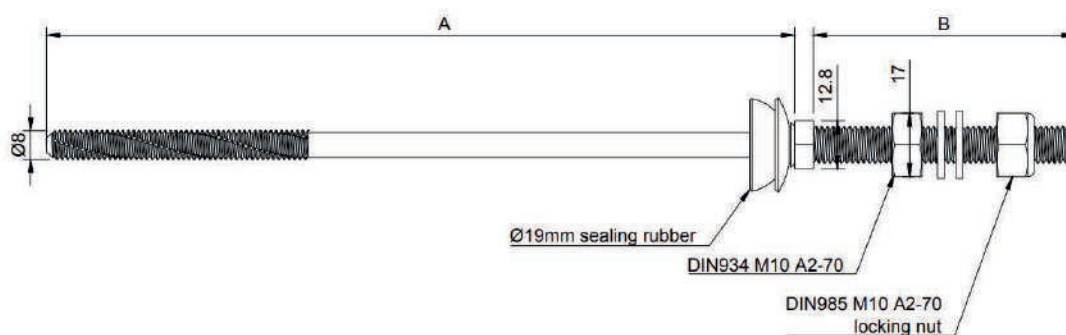 A
B
Ø8
12.8
17
Ø19mm sealing rubber
DIN934 M10 A2-70
DIN985 M10 A2-70
locking nut